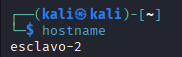 ┌──(kali㉿kali)-[~]
└─$ hostname
esclavo-2